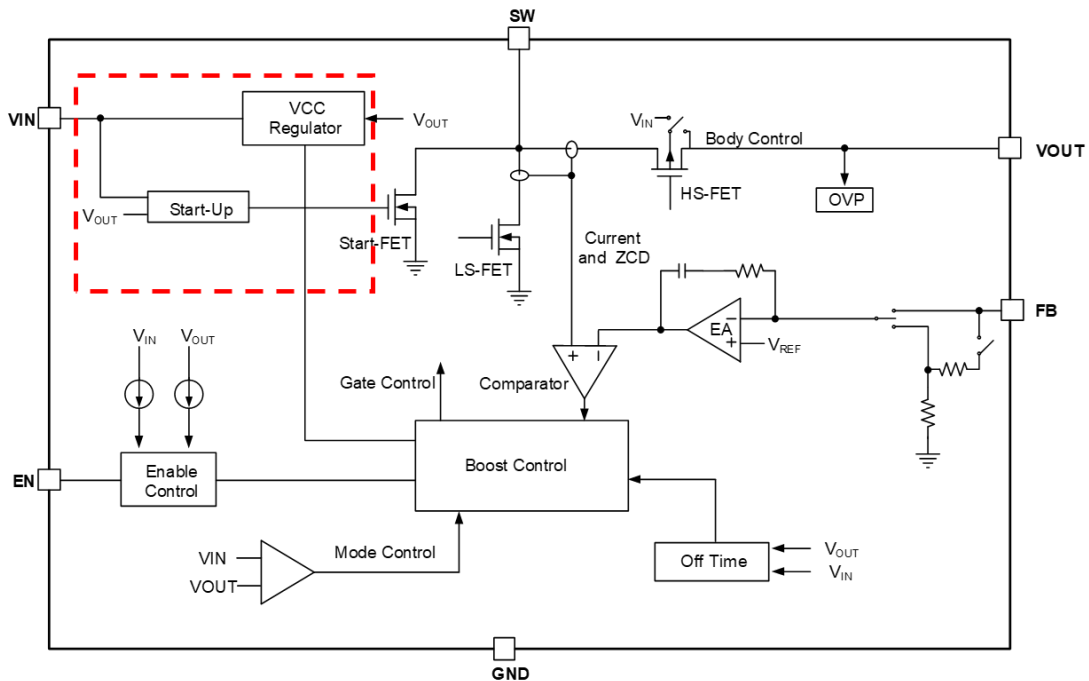 SW
VIN
VCC
Regulator
VOUT
VIN
Body Control
VOUT
HS-FET
OVP
Start-Up
VOUT
Start-FET
LS-FET
Current
and ZCD
FB
EA
−
+
VREF
+
−
Comparator
VIN
VOUT
Gate Control
Boost Control
EN
Enable
Control
Mode Control
VIN
VOUT
Off Time
VOUT
VIN
GND